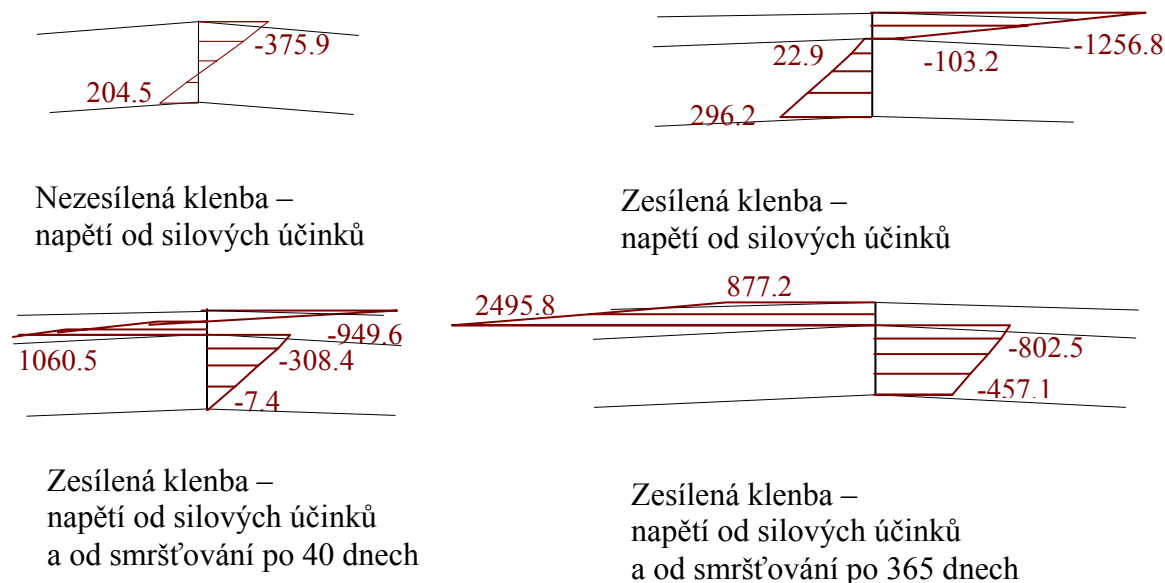 -375.9
204.5
Nezesílená klenba –
napětí od silových účinků
22.9
-103.2
-1256.8
296.2
Zesílená klenba –
napětí od silových účinků
1060.5
-949.6
-308.4
-7.4
Zesílená klenba –
napětí od silových účinků
a od smršťování po 40 dnech
2495.8
877.2
-802.5
-457.1
Zesílená klenba –
napětí od silových účinků
a od smršťování po 365 dnech